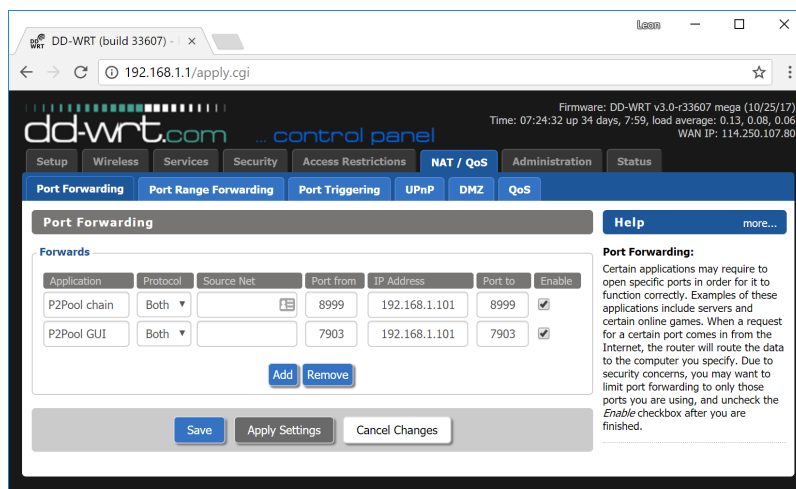 Leon
DD-WRT (build 33607) -
192.168.1.1/apply.cgi
Firmware: DD-WRT v3.0-r33607 mega (10/25/17)
Time: 07:24:32 up 34 days, 7:59, load average: 0.13, 0.08, 0.06
WAN IP: 114.250.107.80
dd-wrt.com ... control panel
Setup Wireless Services Security Access Restrictions NAT / QoS Administration Status
Port Forwarding Port Range Forwarding Port Triggering UPnP DMZ QoS
Port Forwarding
Forwards
Application Protocol Source Net Port from IP Address Port to Enable
P2Pool chain Both 8999 192.168.1.101 8999
P2Pool GUI Both 7903 192.168.1.101 7903
Add Remove
Save Apply Settings Cancel Changes
Help more...
Port Forwarding:
Certain applications may require to
open specific ports in order for it to
function correctly. Examples of these
applications include servers and
certain online games. When a request
for a certain port comes in from the
Internet, the router will route the data
to the computer you specify. Due to
security concerns, you may want to
limit port forwarding to only those
ports you are using, and uncheck the
Enable checkbox after you are
finished.